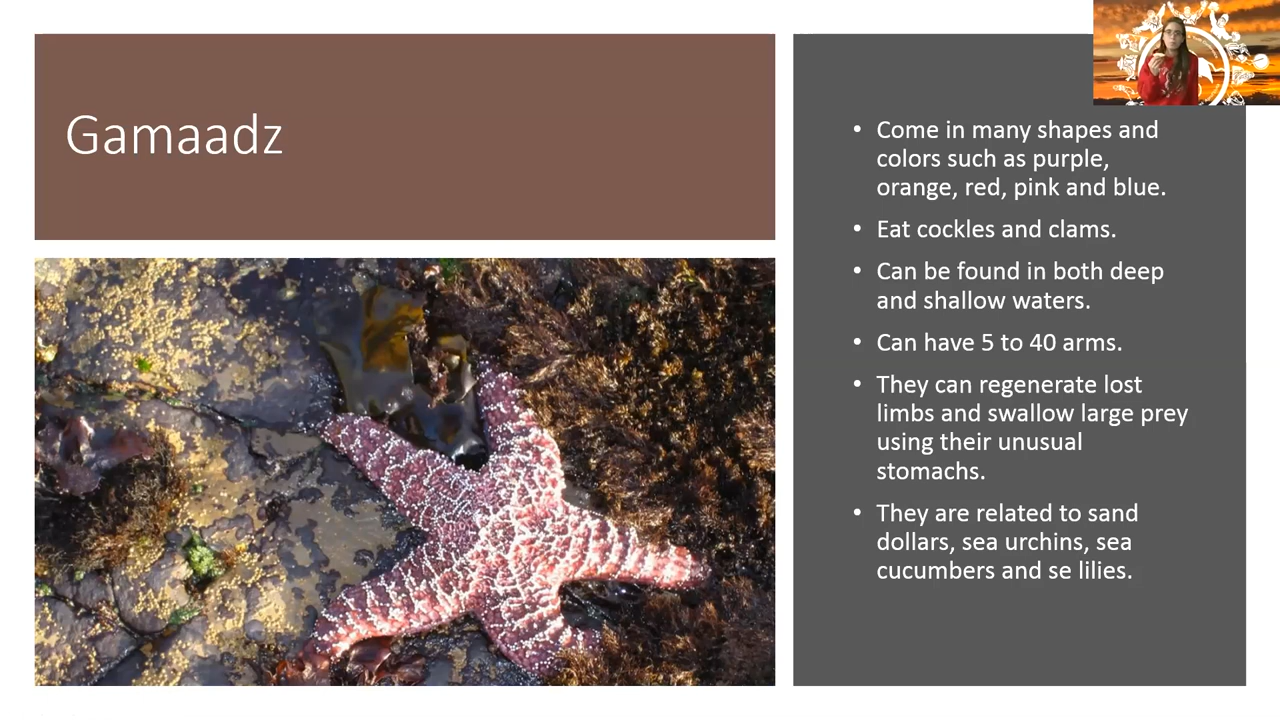 Gamaadz
• Come in many shapes and
colors such as purple,
orange, red, pink and blue.
• Eat cockles and clams.
• Can be found in both deep
and shallow waters.
• Can have 5 to 40 arms.
• They can regenerate lost
limbs and swallow large prey
using their unusual
stomachs.
• They are related to sand
dollars, sea urchins, sea
cucumbers and se lilies.